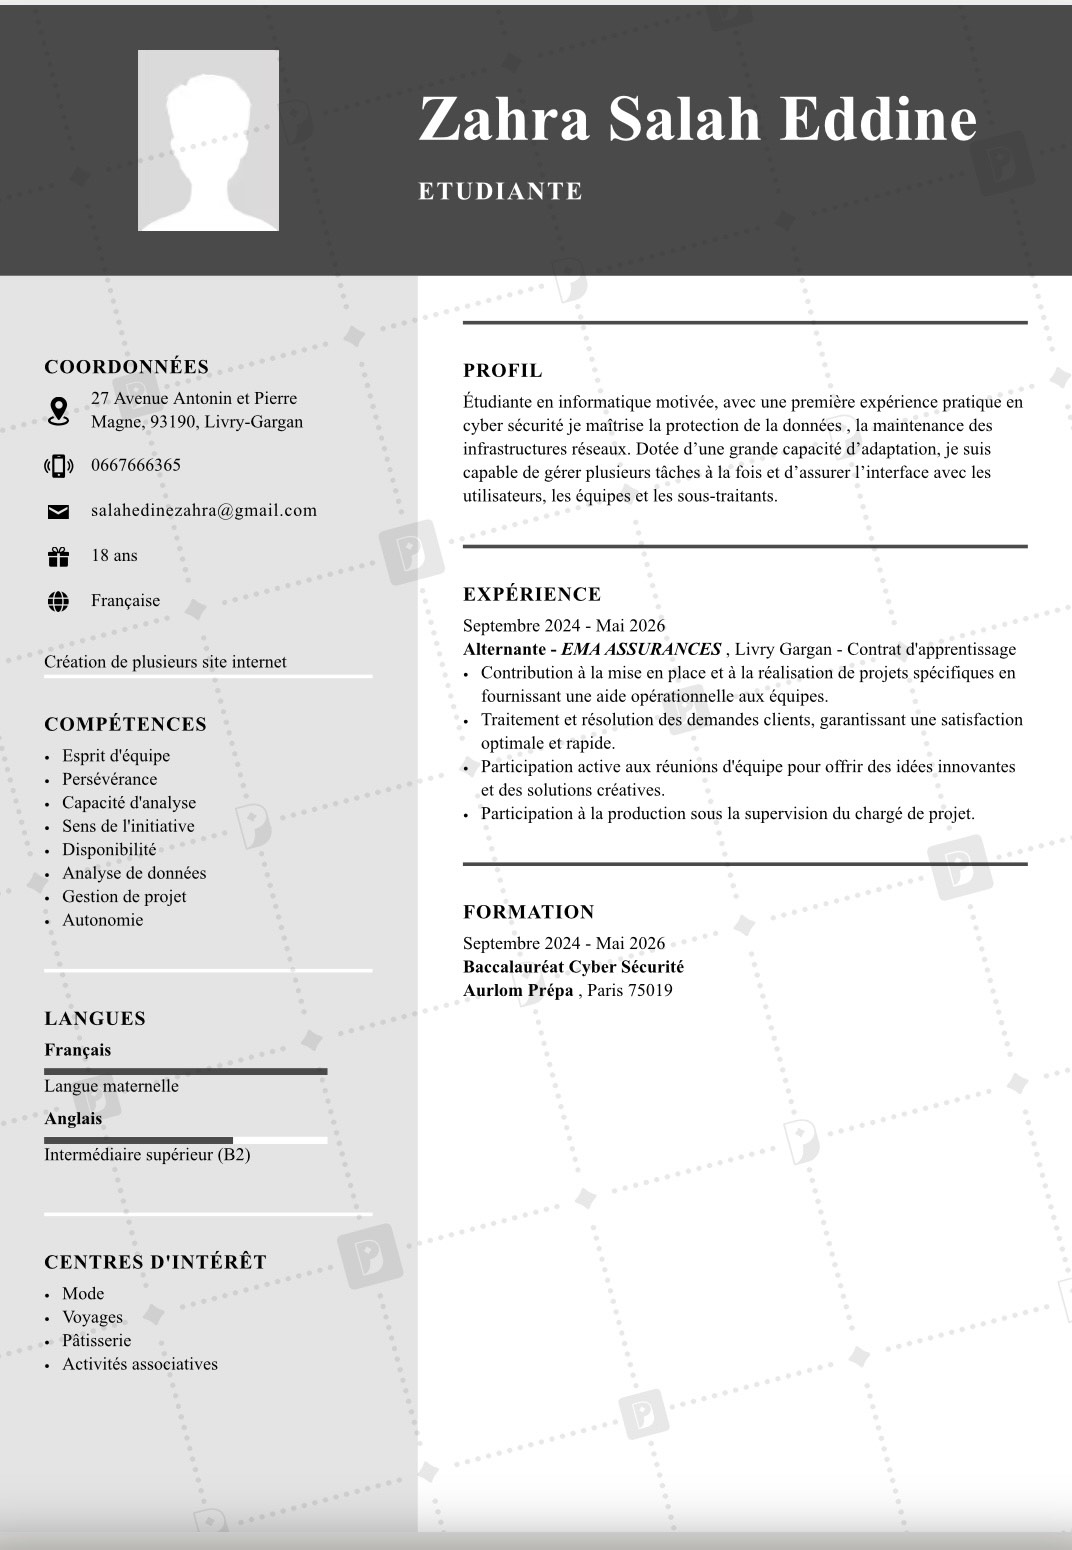 Zahra Salah Eddine
ETUDIANTE
COORDONNÉES
27 Avenue Antonin et Pierre
Magne, 93190, Livry-Gargan
0667666365
salahedinezahra@gmail.com
18 ans
Française
Création de plusieurs site internet
COMPÉTENCES
• Esprit d'équipe
• Persévérance
• Capacité d'analyse
• Sens de l'initiative
• Disponibilité
• Analyse de données
• Gestion de projet
• Autonomie
LANGUES
Français
Langue maternelle
Anglais
Intermédiaire supérieur (B2)
CENTRES D'INTÉRÊT
• Mode
• Voyages
• Pâtisserie
• Activités associatives
PROFIL
Étudiante en informatique motivée, avec une première expérience pratique en
cyber sécurité je maîtrise la protection de la données , la maintenance des
infrastructures réseaux. Dotée d’une grande capacité d’adaptation, je suis
capable de gérer plusieurs tâches à la fois et d’assurer l’interface avec les
utilisateurs, les équipes et les sous-traitants.
EXPÉRIENCE
Septembre 2024 - Mai 2026
Alternante - EMA ASSURANCES , Livry Gargan - Contrat d'apprentissage
• Contribution à la mise en place et à la réalisation de projets spécifiques en
fournissant une aide opérationnelle aux équipes.
• Traitement et résolution des demandes clients, garantissant une satisfaction
optimale et rapide.
• Participation active aux réunions d'équipe pour offrir des idées innovantes
et des solutions créatives.
• Participation à la production sous la supervision du chargé de projet.
FORMATION
Septembre 2024 - Mai 2026
Baccalauréat Cyber Sécurité
Aurlom Prépa , Paris 75019